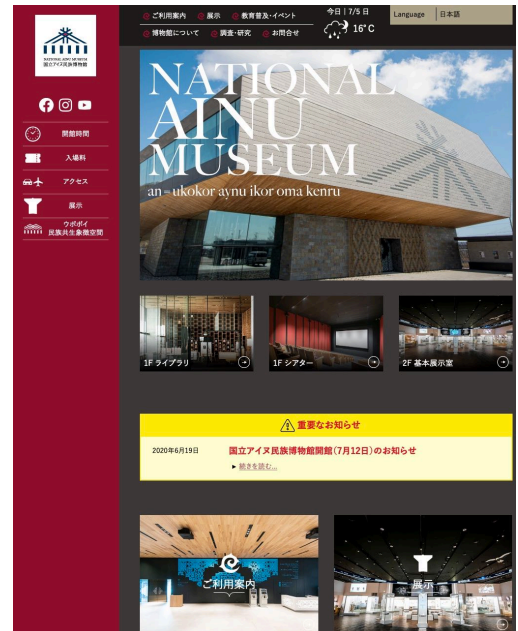 NATIONAL AINU MUSEUM
国立アイヌ民族博物館
開館時間
入場料
アクセス
展示
ウポポイ
民族共生象徴空間
ご利用案内
展示
教育普及・イベント
博物館について
調査・研究
お問合せ
今日 | 7/5 日
16°C
Language
日本語
NATIONAL
AINU
MUSEUM
an=ukokor aynu ikor oma kenru
1F ライブラリ
1F シアター
2F 基本展示室
重要なお知らせ
2020年6月19日
国立アイヌ民族博物館開館（7月12日）のお知らせ
続きを読む...
ご利用案内
展示